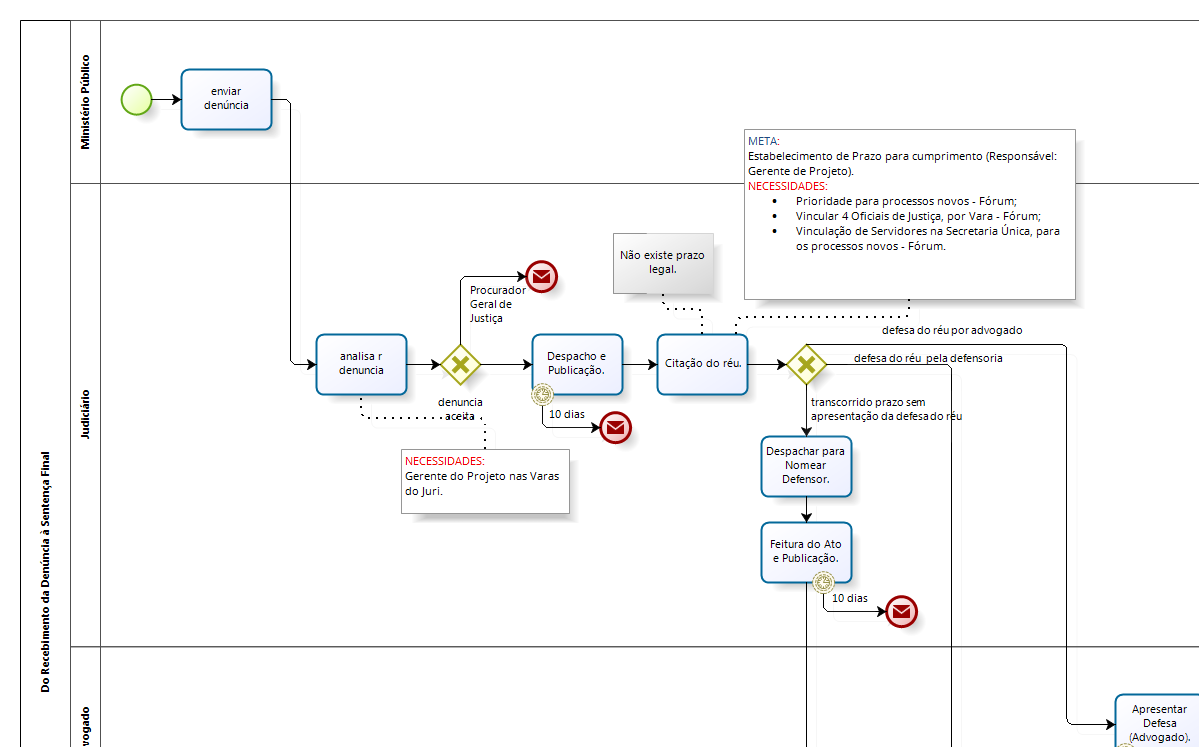 Do Recebimento da Denúncia à Sentença Final
Ministério Público
enviar
denúncia
META:
Estabelecimento de Prazo para cumprimento (Responsável:
Gerente de Projeto).
NECESSIDADES:
• Prioridade para processos novos - Fórum;
• Vincular 4 Oficiais de Justiça, por Vara - Fórum;
• Vinculação de Servidores na Secretaria Única, para
os processos novos - Fórum.
Judiciário
Não existe prazo
legal.
Procurador
Geral de
Justiça
analisa r
denuncia
denuncia
aceita
Despacho e
Publicação.
10 dias
Citação do réu.
defesa do réu por advogado
defesa do réu pela defensoria
transcorrido prazo sem
apresentação da defesa do réu
NECESSIDADES:
Gerente do Projeto nas Varas
do Juri.
Despachar para
Nomear
Defensor.
Feitura do Ato
e Publicação.
10 dias
vogado
Apresentar
Defesa
(Advogado).